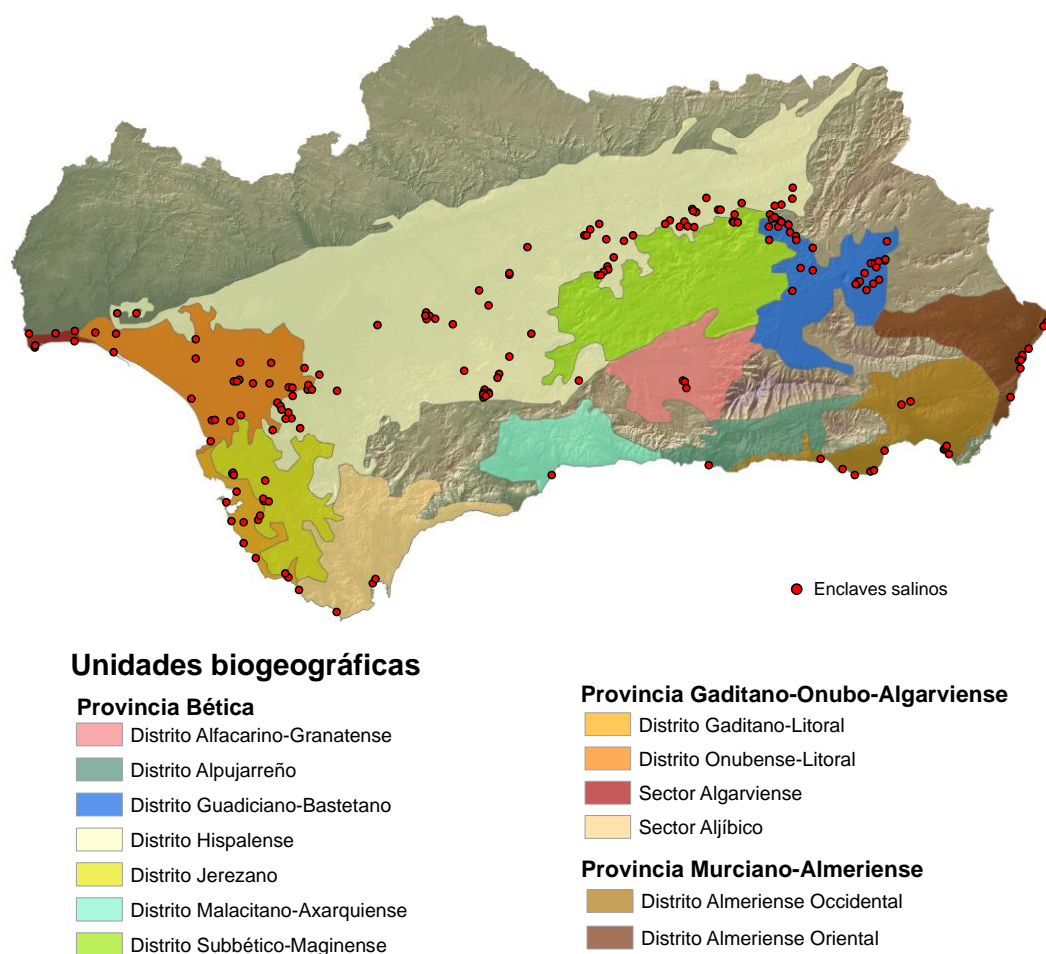 Enclaves salinos
Unidades biogeográficas
Provincia Bética
Distrito Alfacarino-Granatense
Distrito Alpujarreño
Distrito Guadiciano-Bastetano
Distrito Hispalense
Distrito Jerezano
Distrito Malacitano-Axarquiense
Distrito Subbético-Maginense
Provincia Gaditano-Onubo-Algarviense
Distrito Gaditano-Litoral
Distrito Onubense-Litoral
Sector Algarviense
Sector Aljíbico
Provincia Murciano-Almeriense
Distrito Almeriense Occidental
Distrito Almeriense Oriental